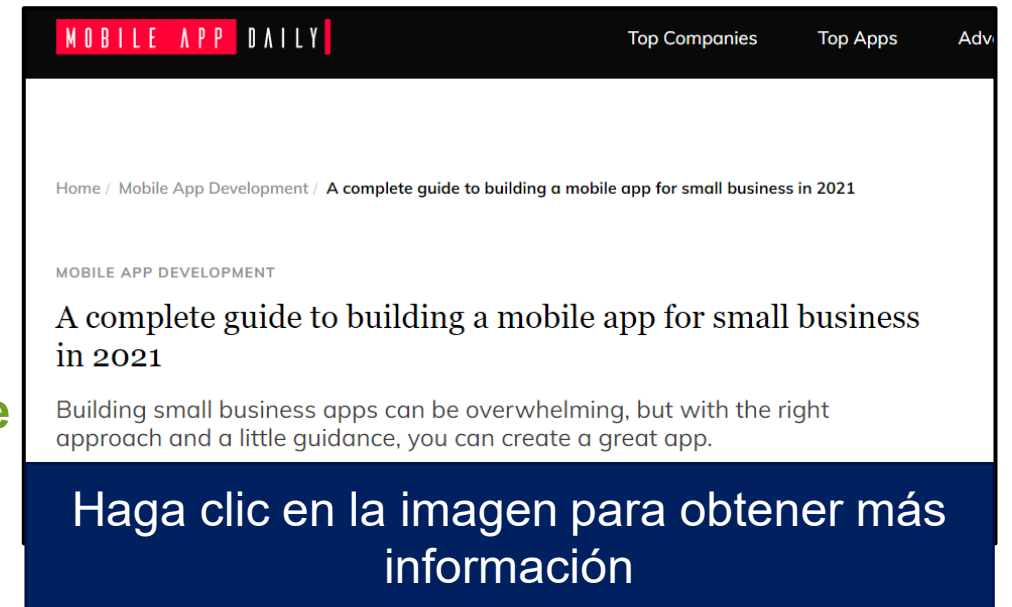 MOBILE APP DAILY
Top Companies Top Apps
Home / Mobile App Development / A complete guide to building a mobile app for small business in 2021
MOBILE APP DEVELOPMENT
A complete guide to building a mobile app for small business
in 2021
Building small business apps can be overwhelming, but with the right
approach and a little guidance, you can create a great app.
Haga clic en la imagen para obtener más
información